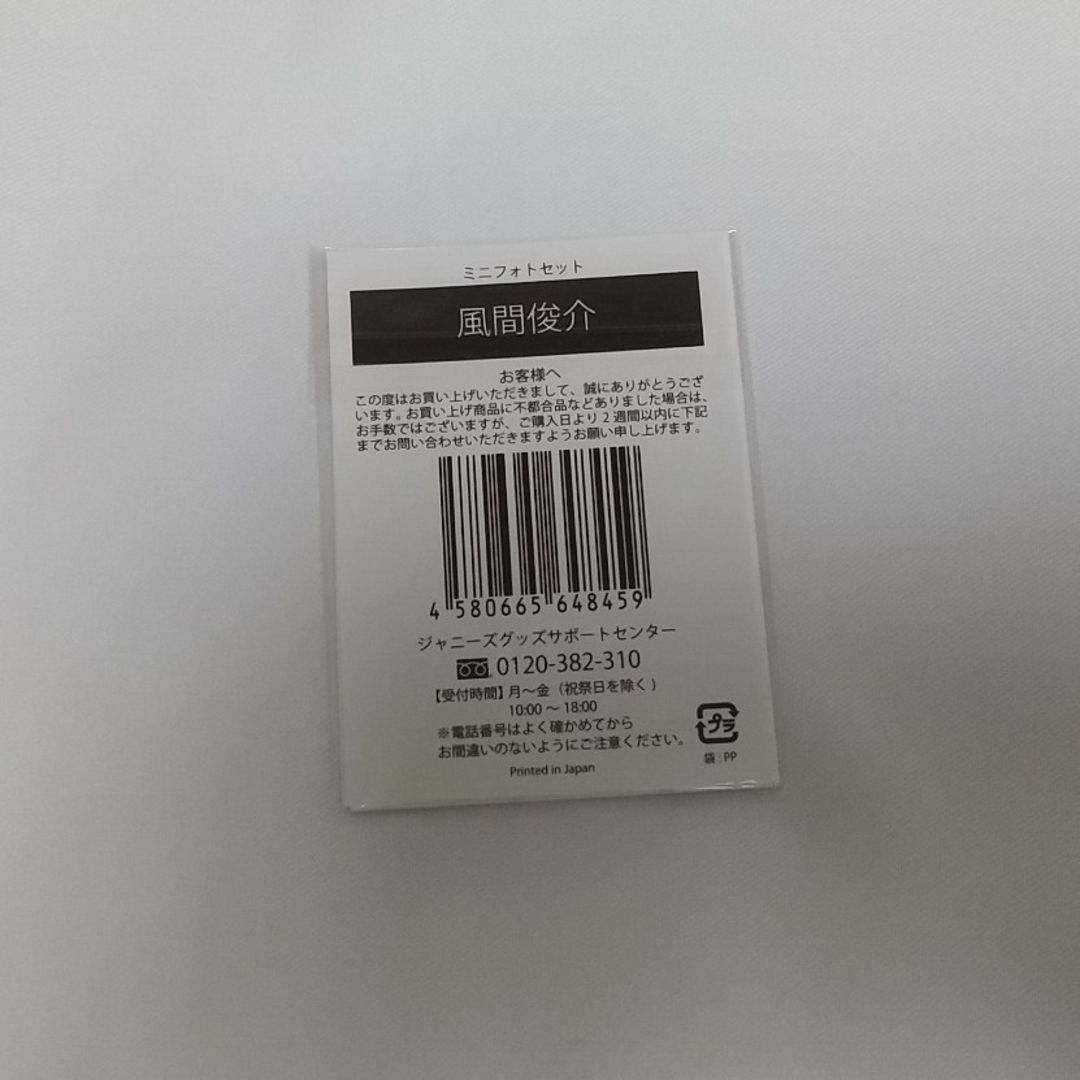 ミニフォトセット
風間俊介
お客様へ
この度はお買い上げいただきまして、誠にありがとうござ
います。お買い上げ商品に不都合品などありました場合は、
お手数ではございますが、ご購入日より2週間以内に下記
までお問い合わせいただきますようお願い申し上げます。
4 580665 648459
ジャニーズグッズサポートセンター
0120-382-310
【受付時間】月～金（祝祭日を除く）
10:00 ～ 18:00
※電話番号はよく確かめてから
お間違いのないようにご注意ください。
プラ
袋：PP
Printed in Japan